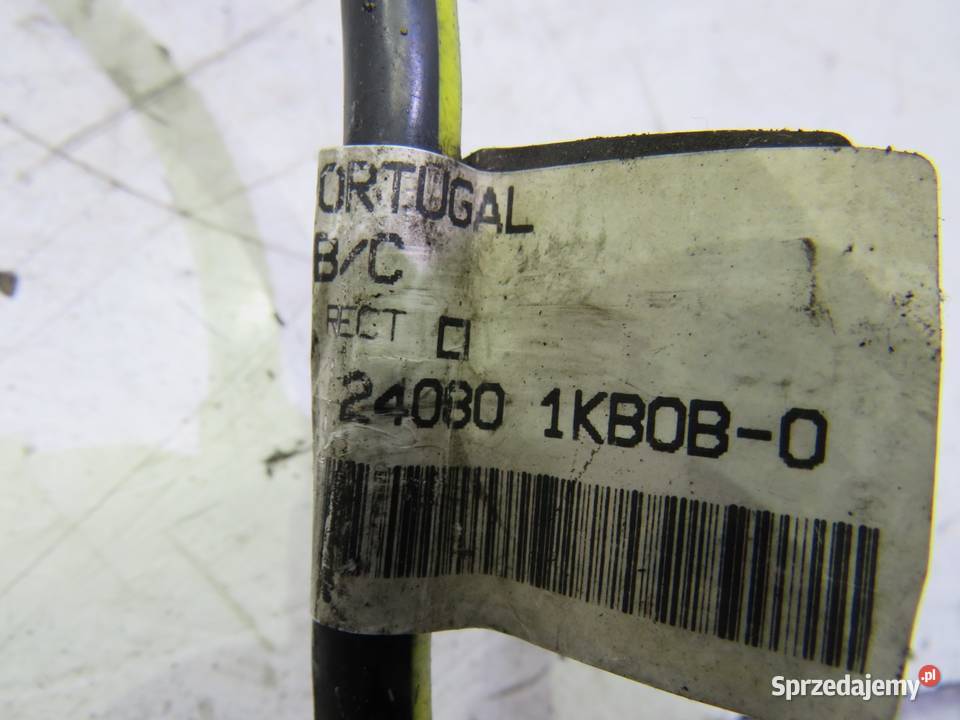 ORTUGAL
B/C
RECT
24080 1KB0B-0
Sprzedajemy.pl